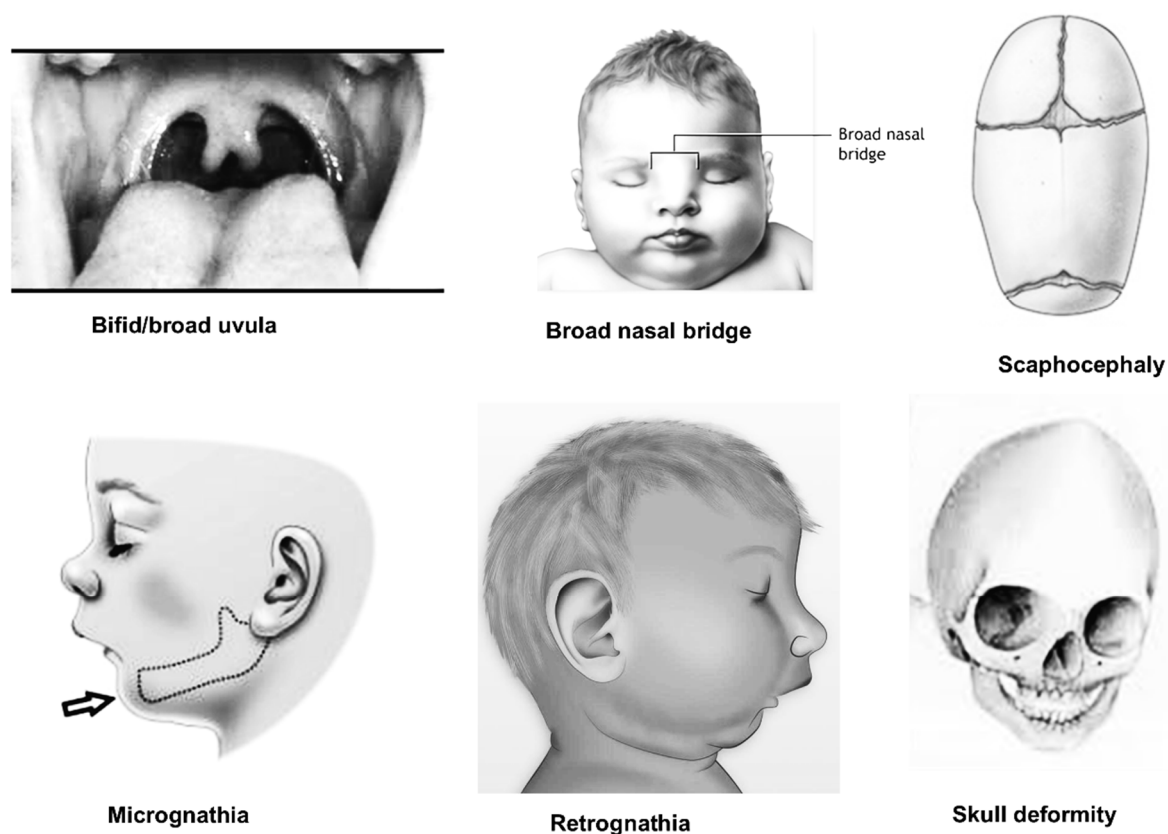 Broad nasal
bridge
Bifid/broad uvula
Broad nasal bridge
Scaphocephaly
Micrognathia
Retrognathia
Skull deformity